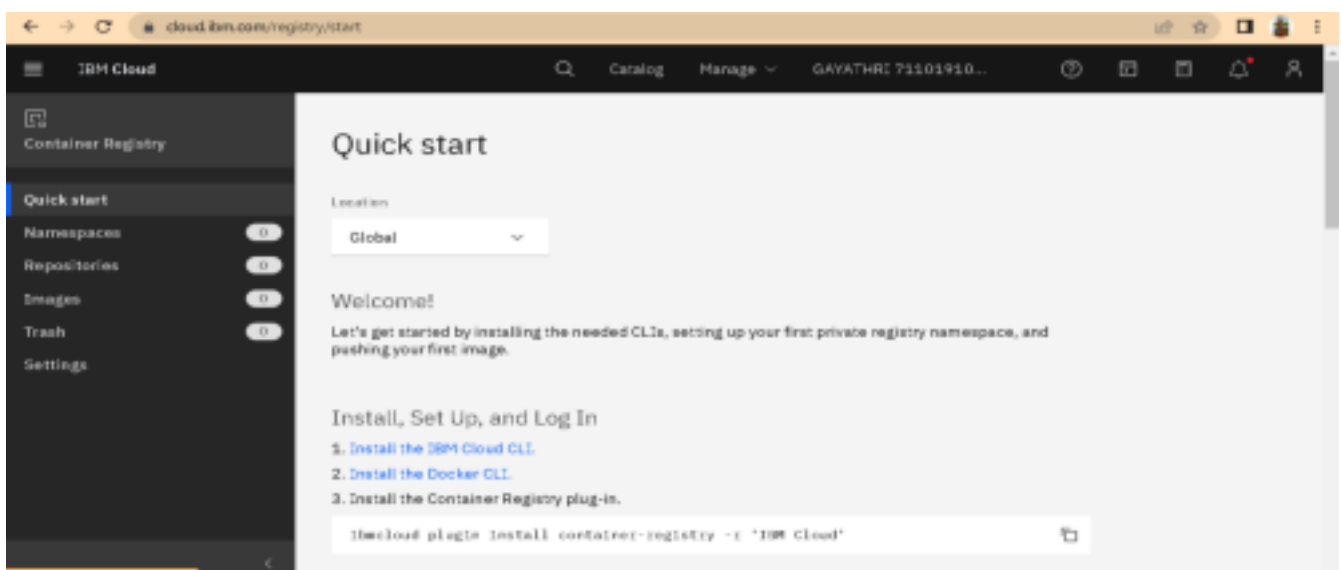 cloud.ibm.com/registry/start
IBM Cloud
Catalog
Manage
GAYATHRI 71101910...
Container Registry
Quick start
Namespaces 0
Repositories 0
Images 0
Trash 0
Settings
Quick start
Location
Global
Welcome!
Let's get started by installing the needed CLIs, setting up your first private registry namespace, and
pushing your first image.
Install, Set Up, and Log In
1. Install the IBM Cloud CLI.
2. Install the Docker CLI.
3. Install the Container Registry plug-in.
ibmcloud plugin install container-registry -r 'IBM Cloud'